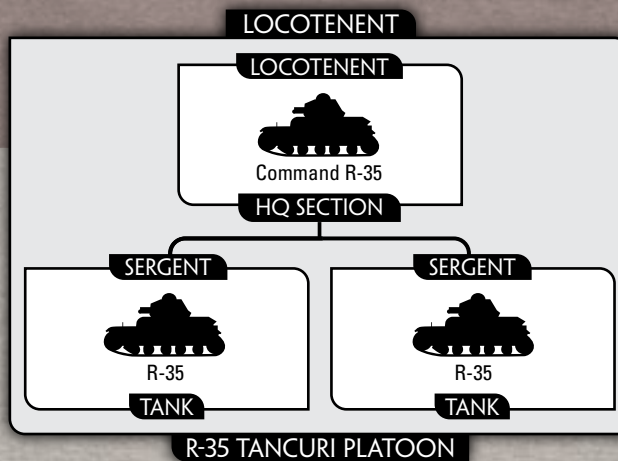 LOCOTENENT
LOCOTENENT
Command R-35
HQ SECTION
SERGENT
SERGENT
R-35
R-35
TANK
TANK
R-35 TANCURI PLATOON